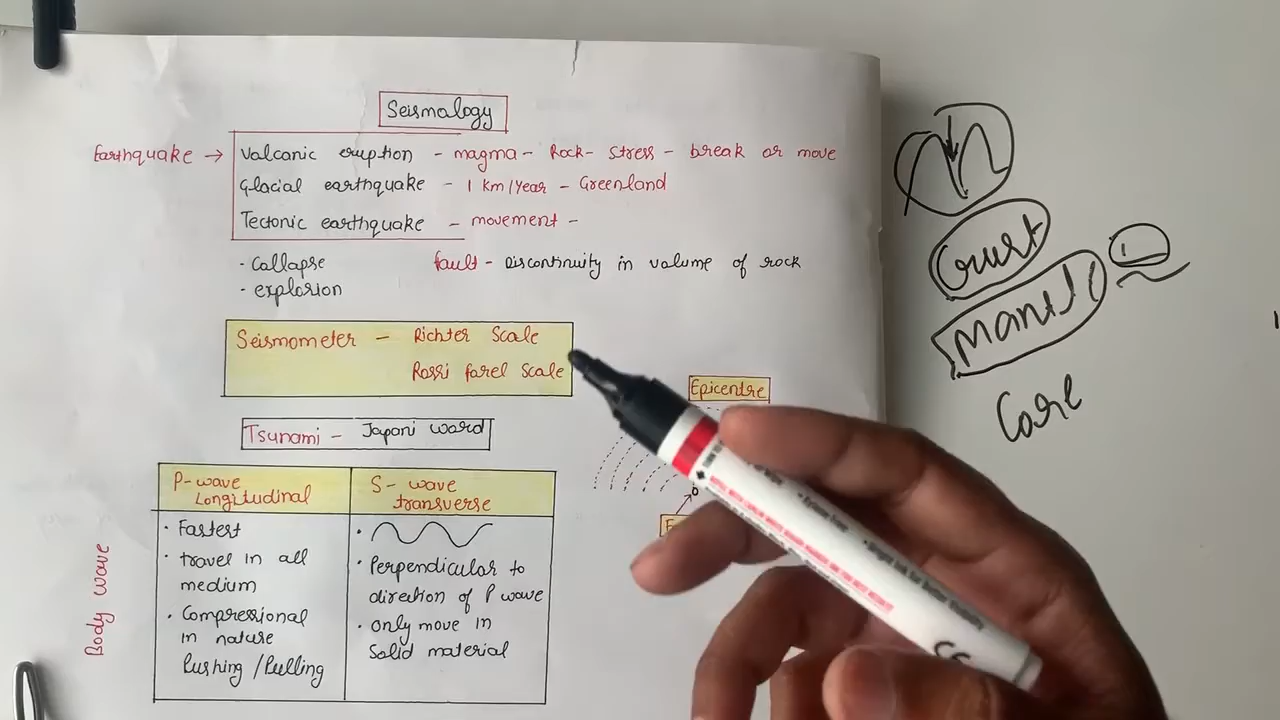 Seismalogy
Earthquake → Volcanic eruption - magma - Rock - stress - break or move
Glacial earthquake - 1 km/year - Greenland
Tectonic earthquake - movement -
· Collapse
fault - Discontinuity in volume of rock
· explosion
Seismometer - Richter Scale
Rossi farel Scale
Epicentre
Tsunami - Japani word
P-wave
Longitudinal
S-wave
transverse
Body wave
· Fastest
· travel in all
medium
· Compressional
in nature
Pushing/Pulling
· Perpendicular to
direction of P wave
· only move in
Solid material
Crust
Mantl
Core